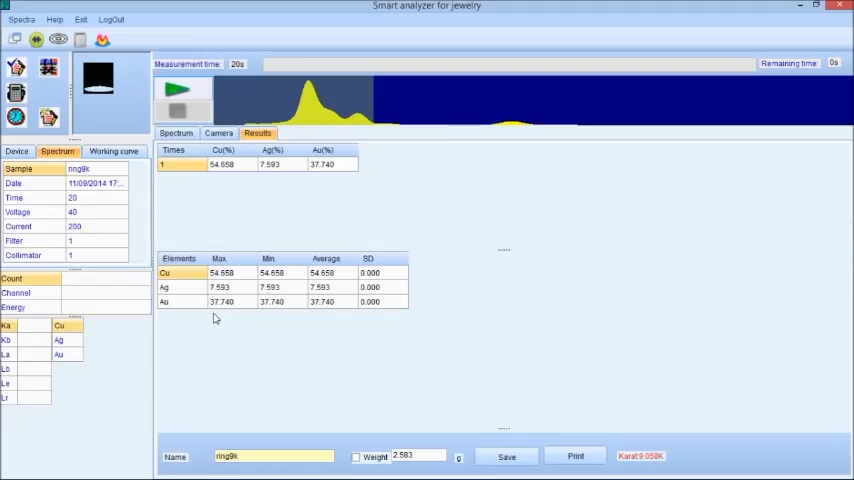 Smart analyzer for jewelry
Spectra Help Exit LogOut
Measurement time: 20s Remaining time: 0s
Spectrum Camera Results
Times Cu(%) Ag(%) Au(%)
1 54.658 7.593 37.740
Device Spectrum Working curve
Sample ring9k
Date 11/09/2014 17:...
Time 20
Voltage 40
Current 200
Filter 1
Collimator 1
Elements Max. Min. Average SD
Cu 54.658 54.658 54.658 0.000
Ag 7.593 7.593 7.593 0.000
Au 37.740 37.740 37.740 0.000
Count
Channel
Energy
Ka Cu
Kb Ag
La Au
Lb
Le
Lr
Name ring9k Weight 2.583 g Save Print Karat:9.058K